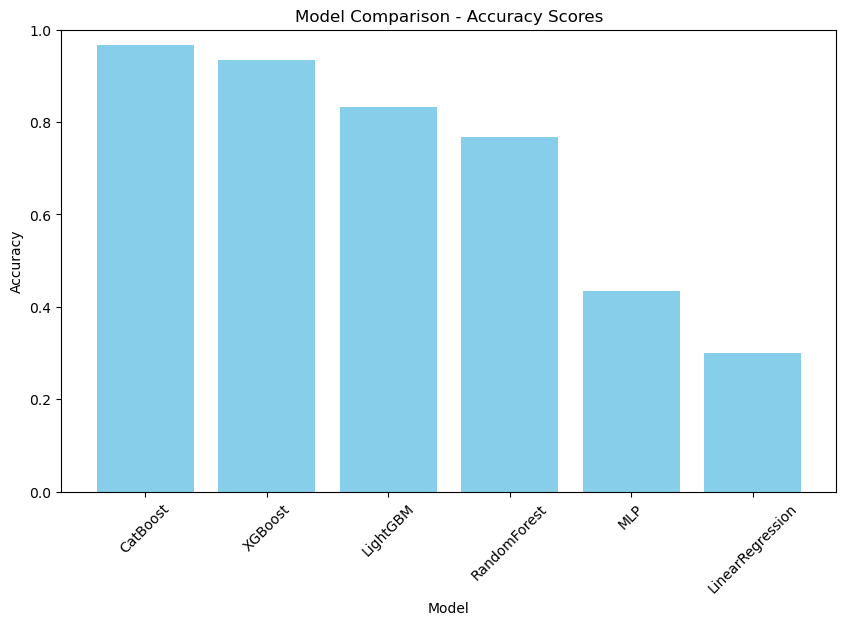 Model Comparison - Accuracy Scores
1.0
0.8
0.6
0.4
0.2
0.0
Accuracy
CatBoost
XGBoost
LightGBM
RandomForest
MLP
LinearRegression
Model